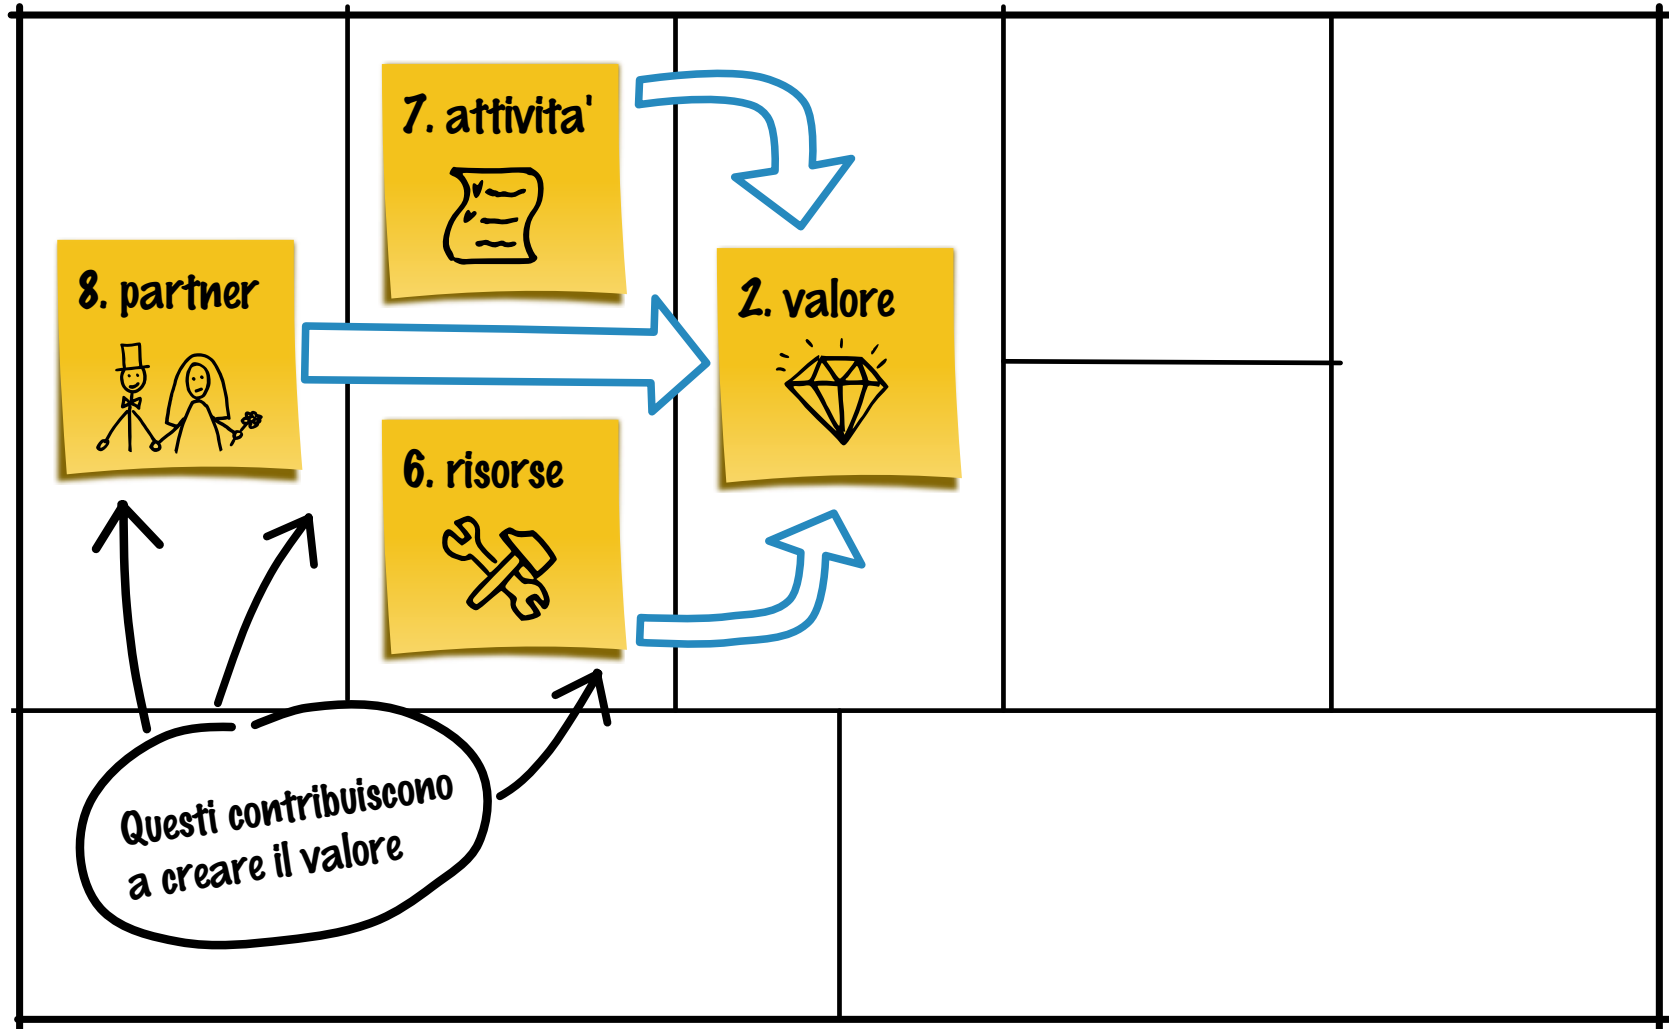 7. attivita'
8. partner
2. valore
6. risorse
Questi contribuiscono
a creare il valore